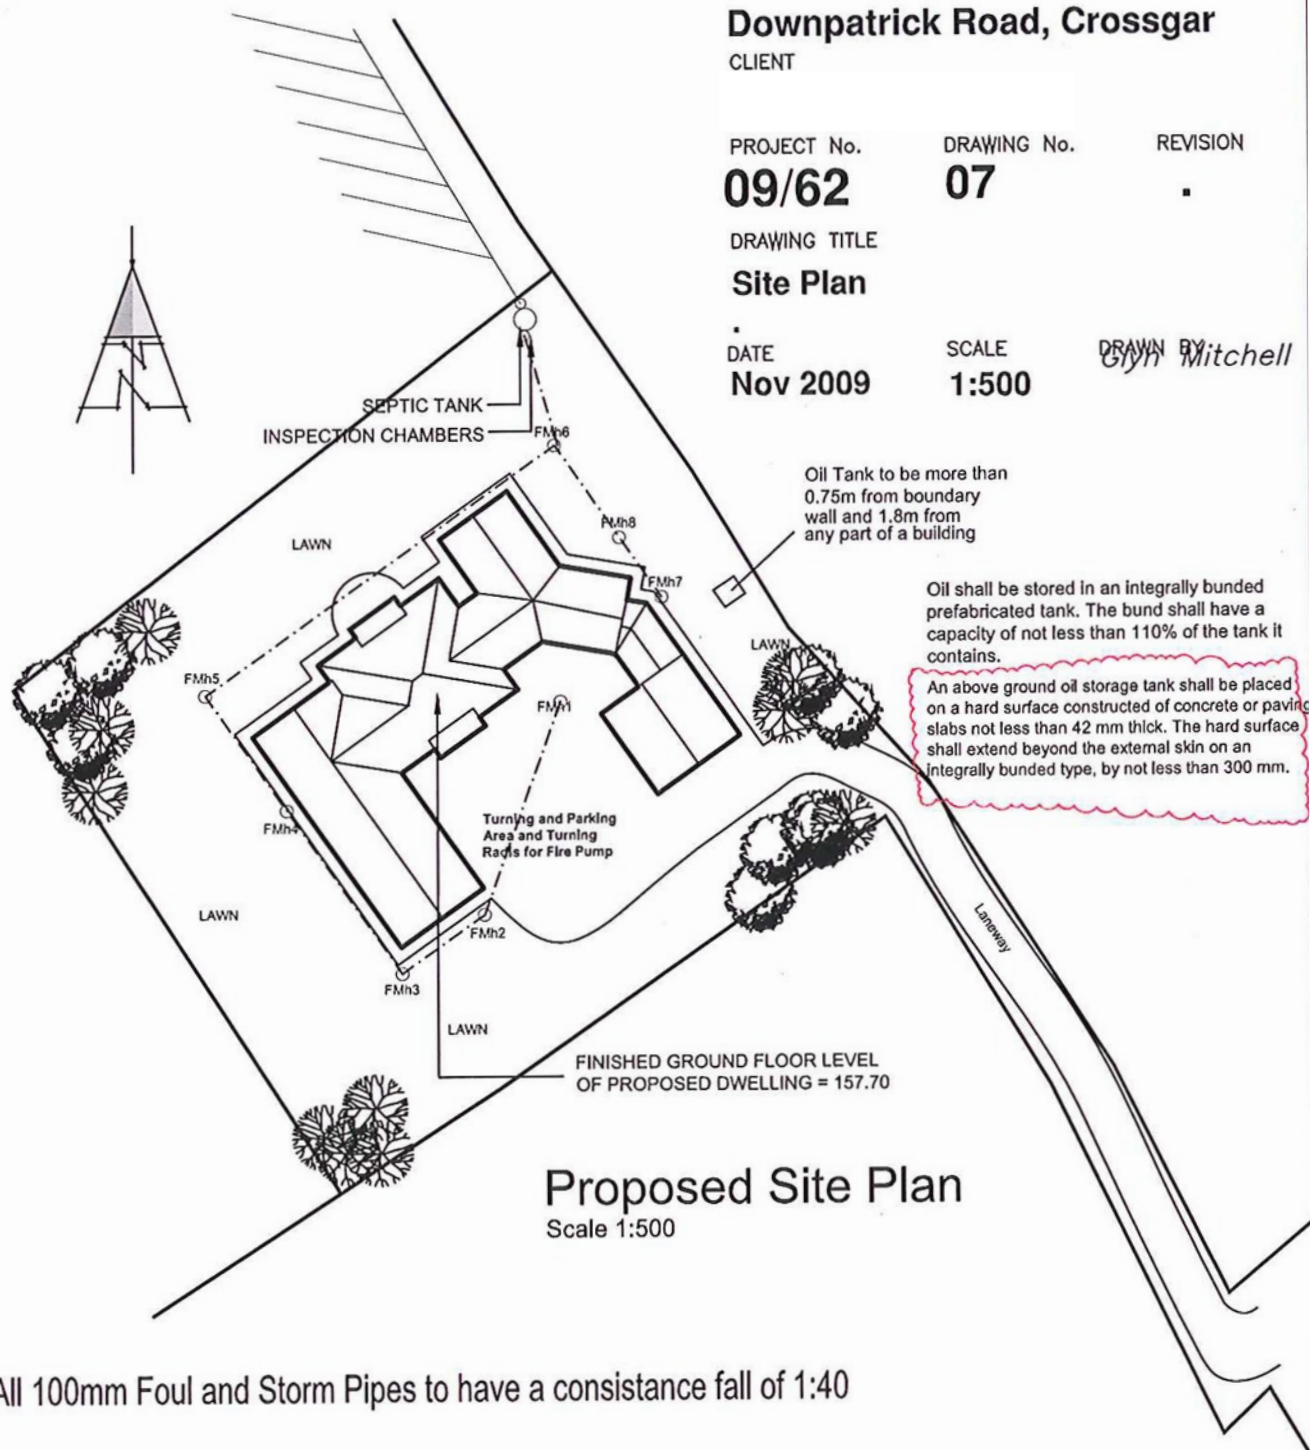 Downpatrick Road, Crossgar
CLIENT
PROJECT No.
DRAWING No.
REVISION
09/62
07
.
DRAWING TITLE
Site Plan
.
DATE
SCALE
DRAWN BY
Nov 2009
1:500
Glyn Mitchell
N
SEPTIC TANK
INSPECTION CHAMBERS
FMh6
Oil Tank to be more than
0.75m from boundary
wall and 1.8m from
any part of a building
FMh8
LAWN
FMh7
Oil shall be stored in an integrally bunded
prefabricated tank. The bund shall have a
capacity of not less than 110% of the tank it
contains.
LAWN
FMh5
An above ground oil storage tank shall be placed
on a hard surface constructed of concrete or paving
slabs not less than 42 mm thick. The hard surface
shall extend beyond the external skin on an
integrally bunded type, by not less than 300 mm.
FMh1
FMh4
Turning and Parking
Area and Turning
Radis for Fire Pump
LAWN
FMh2
Laneway
FMh3
LAWN
FINISHED GROUND FLOOR LEVEL
OF PROPOSED DWELLING = 157.70
Proposed Site Plan
Scale 1:500
All 100mm Foul and Storm Pipes to have a consistance fall of 1:40